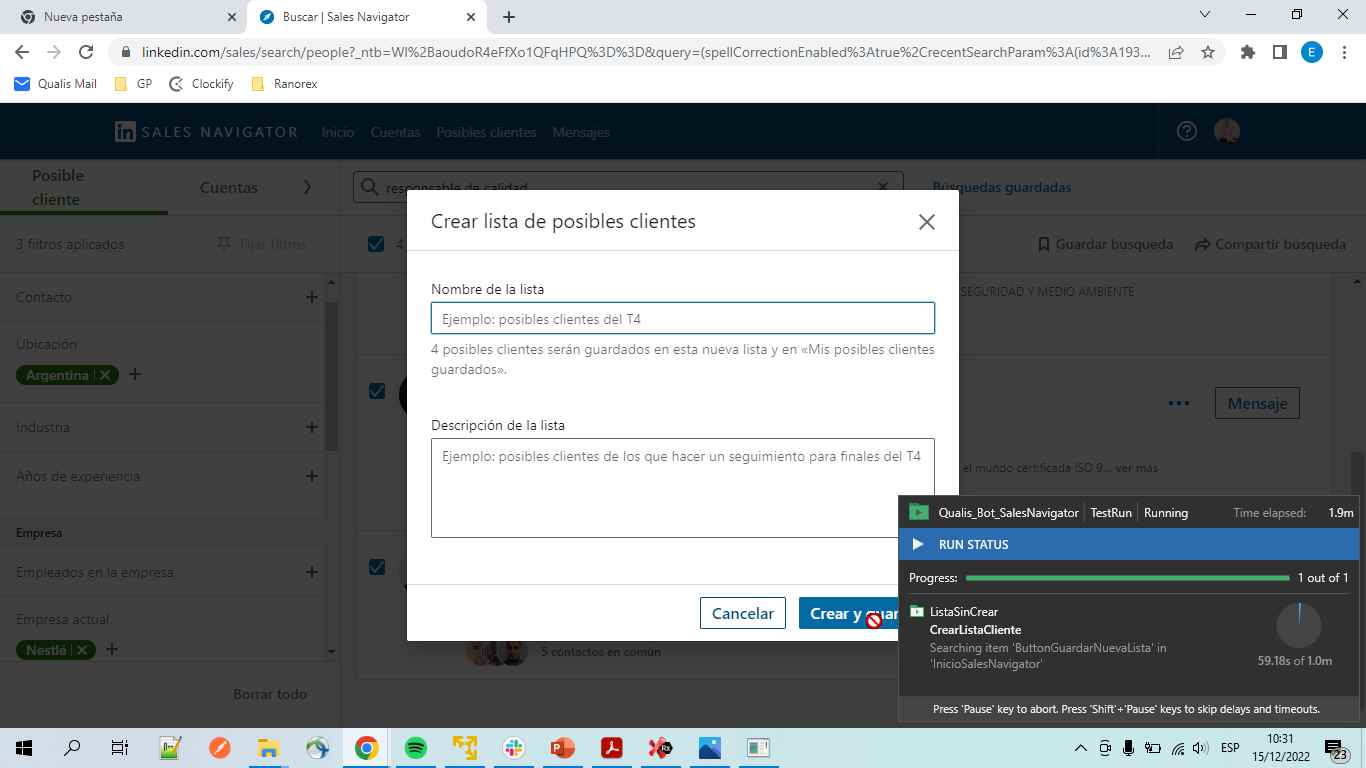 Nueva pestaña
Buscar | Sales Navigator
linkedin.com/sales/search/people?_ntb=Wl%2BaoudoR4eFfXo1QFqHPQ%3D%3D&query=(spellCorrectionEnabled%3Atrue%2CrecentSearchParam%3A(id%3A193...
E
Qualis Mail
GP
Clockify
Ranorex
in SALES NAVIGATOR
Inicio
Cuentas
Posibles clientes
Mensajes
Posible cliente
Cuentas
responsable de calidad
Búsquedas guardadas
3 filtros aplicados
Fijar filtros
4
Guardar búsqueda
Compartir búsqueda
Contacto
Ubicación
Argentina
Industria
Años de experiencia
Empresa
Empleados en la empresa
Empresa actual
Nestlé
Borrar todo
SEGURIDAD Y MEDIO AMBIENTE
Mensaje
el mundo certificada ISO 9... ver más
5 contactos en común
Crear lista de posibles clientes
Nombre de la lista
Ejemplo: posibles clientes del T4
4 posibles clientes serán guardados en esta nueva lista y en «Mis posibles clientes
guardados».
Descripción de la lista
Ejemplo: posibles clientes de los que hacer un seguimiento para finales del T4
Cancelar
Crear y guar
Qualis_Bot_SalesNavigator
TestRun
Running
Time elapsed:
1.9m
RUN STATUS
Progress:
1 out of 1
ListaSinCrear
CrearListaCliente
Searching item 'ButtonGuardarNuevaLista' in
'InicioSalesNavigator'
59.18s of 1.0m
Press 'Pause' key to abort. Press 'Shift'+'Pause' keys to skip delays and timeouts.
ESP
10:31
15/12/2022
23